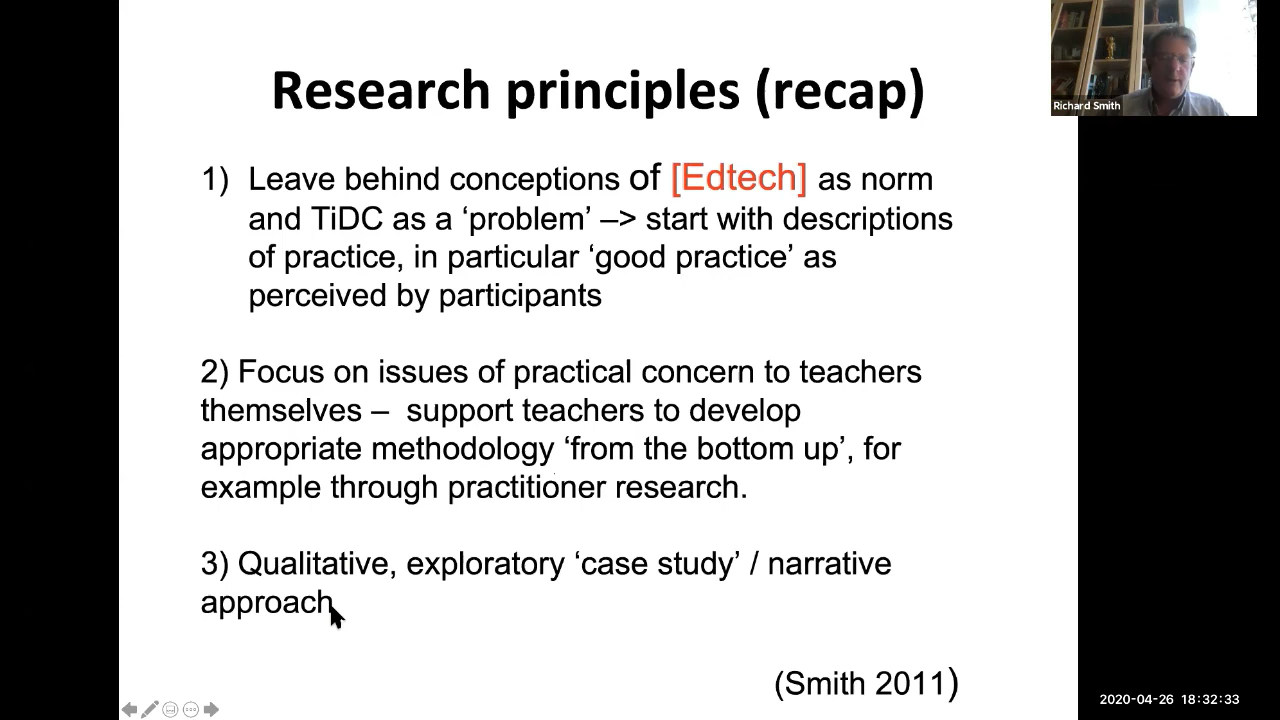 Research principles (recap)
Richard Smith
1) Leave behind conceptions of [Edtech] as norm
and TiDC as a ‘problem’ –> start with descriptions
of practice, in particular ‘good practice’ as
perceived by participants
2) Focus on issues of practical concern to teachers
themselves – support teachers to develop
appropriate methodology ‘from the bottom up’, for
example through practitioner research.
3) Qualitative, exploratory ‘case study’ / narrative
approach
(Smith 2011)
2020-04-26 18:32:33